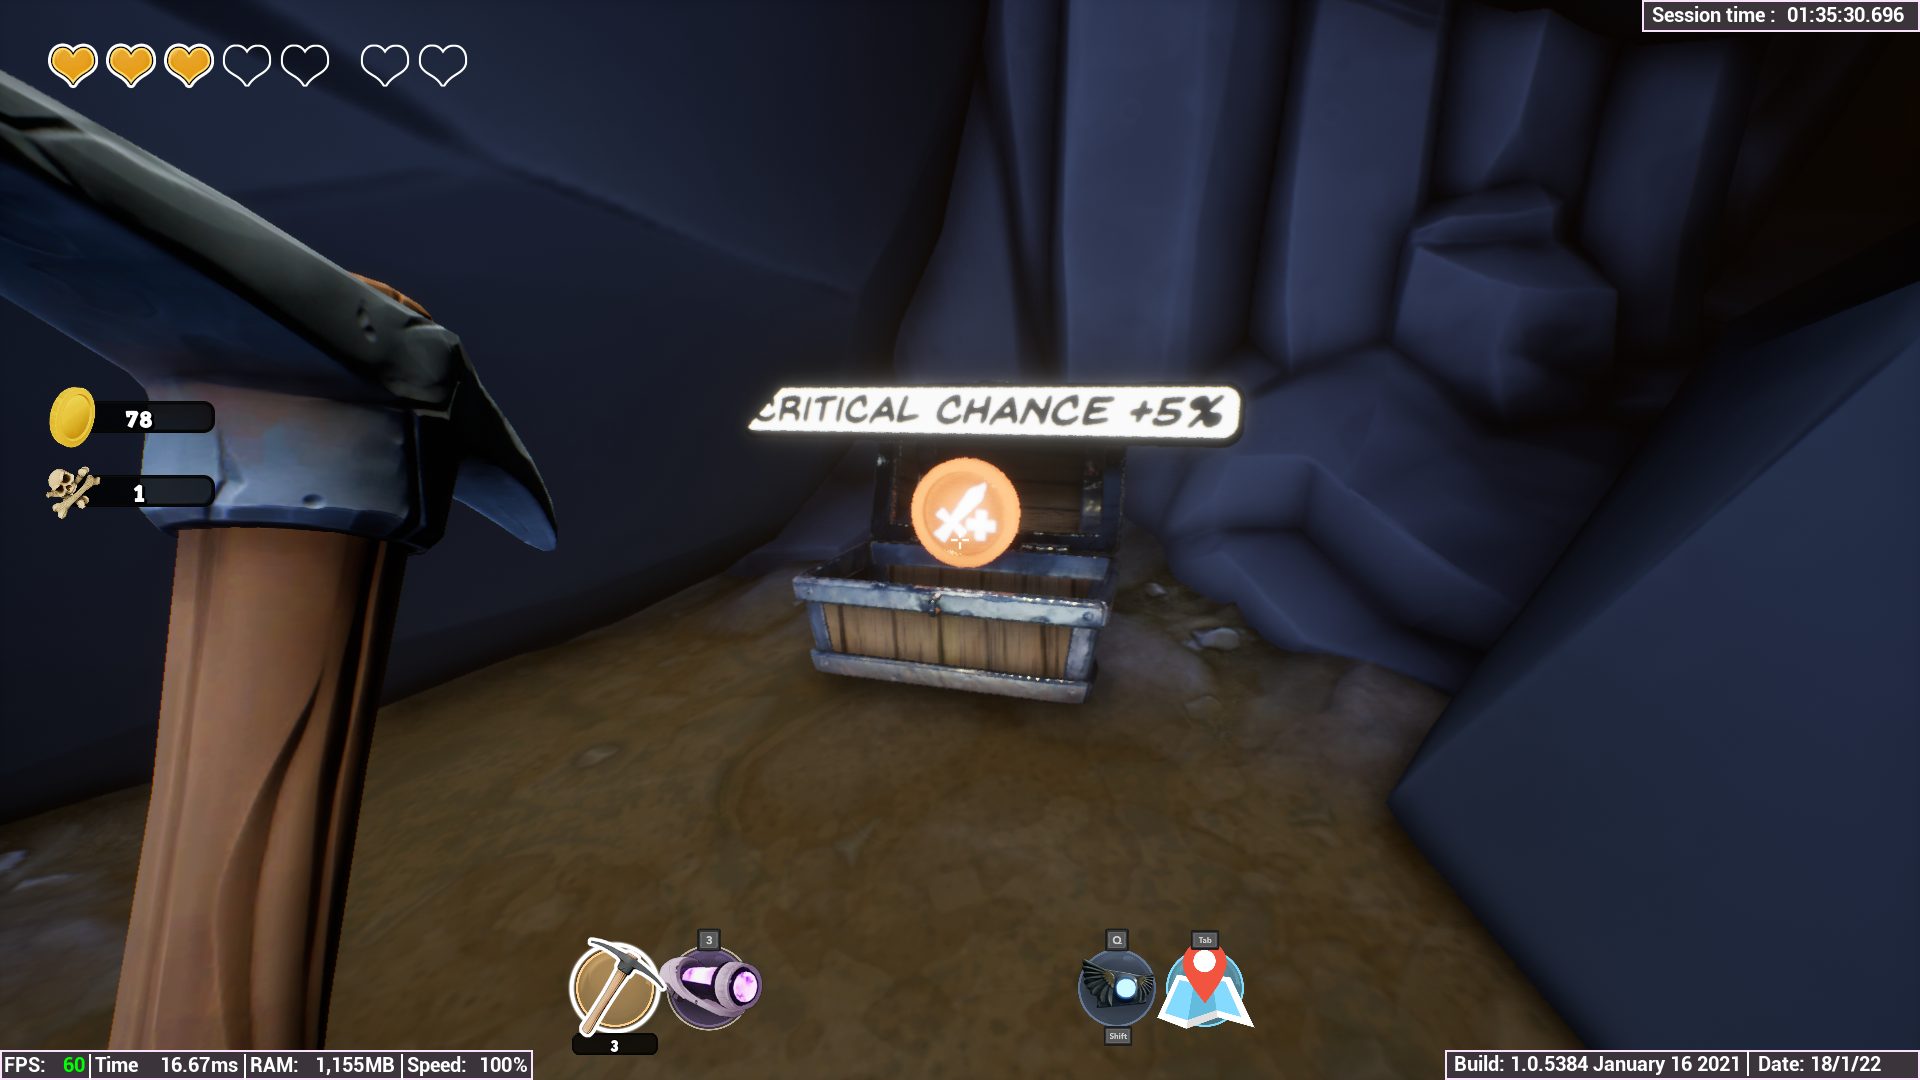 Session time : 01:35:30.696
CRITICAL CHANCE +5%
78
1
3
Q
Tab
Shift
3
FPS: 60 Time 16.67ms RAM: 1,155MB Speed: 100%
Build: 1.0.5384 January 16 2021 Date: 18/1/22